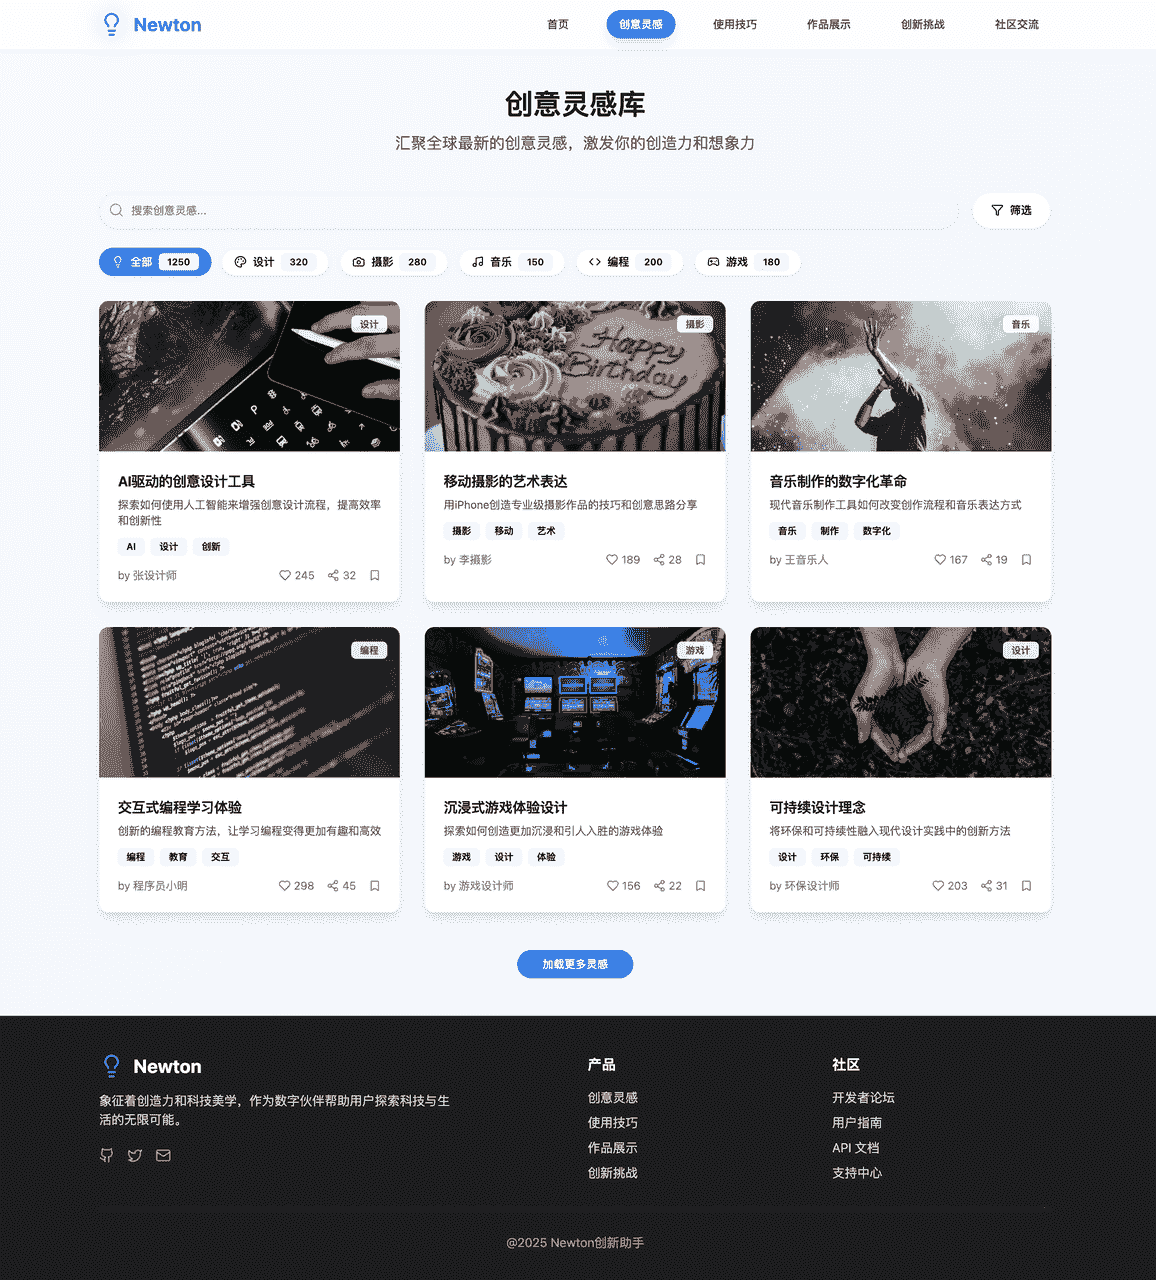 Newton
首页
创意灵感
使用技巧
作品展示
创新挑战
社区交流
创意灵感库
汇聚全球最新的创意灵感，激发你的创造力和想象力
搜索创意灵感...
筛选
全部 1250
设计 320
摄影 280
音乐 150
编程 200
游戏 180
设计
AI驱动的创意设计工具
探索如何使用人工智能来增强创意设计流程，提高效率
和创新性
AI 设计 创新
by 张设计师 245 32
摄影
Happy
Birthday
移动摄影的艺术表达
用iPhone创造专业级摄影作品的技巧和创意思路分享
摄影 移动 艺术
by 李摄影 189 28
音乐
音乐制作的数字化革命
现代音乐制作工具如何改变创作流程和音乐表达方式
音乐 制作 数字化
by 王音乐人 167 19
编程
交互式编程学习体验
创新的编程教育方法，让学习编程变得更加有趣和高效
编程 教育 交互
by 程序员小明 298 45
游戏
沉浸式游戏体验设计
探索如何创造更加沉浸和引人入胜的游戏体验
游戏 设计 体验
by 游戏设计师 156 22
设计
可持续设计理念
将环保和可持续性融入现代设计实践中的创新方法
设计 环保 可持续
by 环保设计师 203 31
加载更多灵感
Newton
象征着创造力和科技美学，作为数字伙伴帮助用户探索科技与生
活的无限可能。
产品
创意灵感
使用技巧
作品展示
创新挑战
社区
开发者论坛
用户指南
API 文档
支持中心
@2025 Newton创新助手